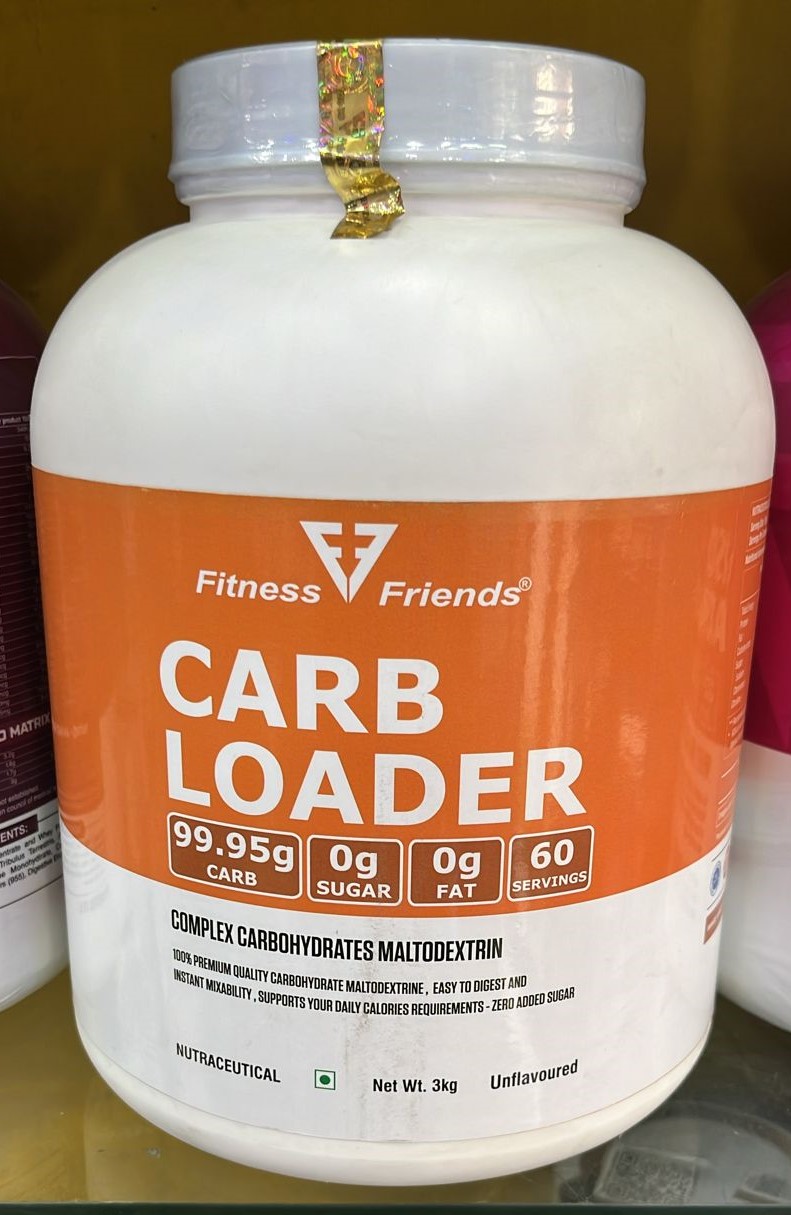 Fitness Friends®
CARB
LOADER
99.95g
CARB
0g
SUGAR
0g
FAT
60
SERVINGS
COMPLEX CARBOHYDRATES MALTODEXTRIN
100% PREMIUM QUALITY CARBOHYDRATE MALTODEXTRINE , EASY TO DIGEST AND
INSTANT MIXABILITY , SUPPORTS YOUR DAILY CALORIES REQUIREMENTS - ZERO ADDED SUGAR
NUTRACEUTICAL
Net Wt. 3kg
Unflavoured
MATRIX
ENTS: